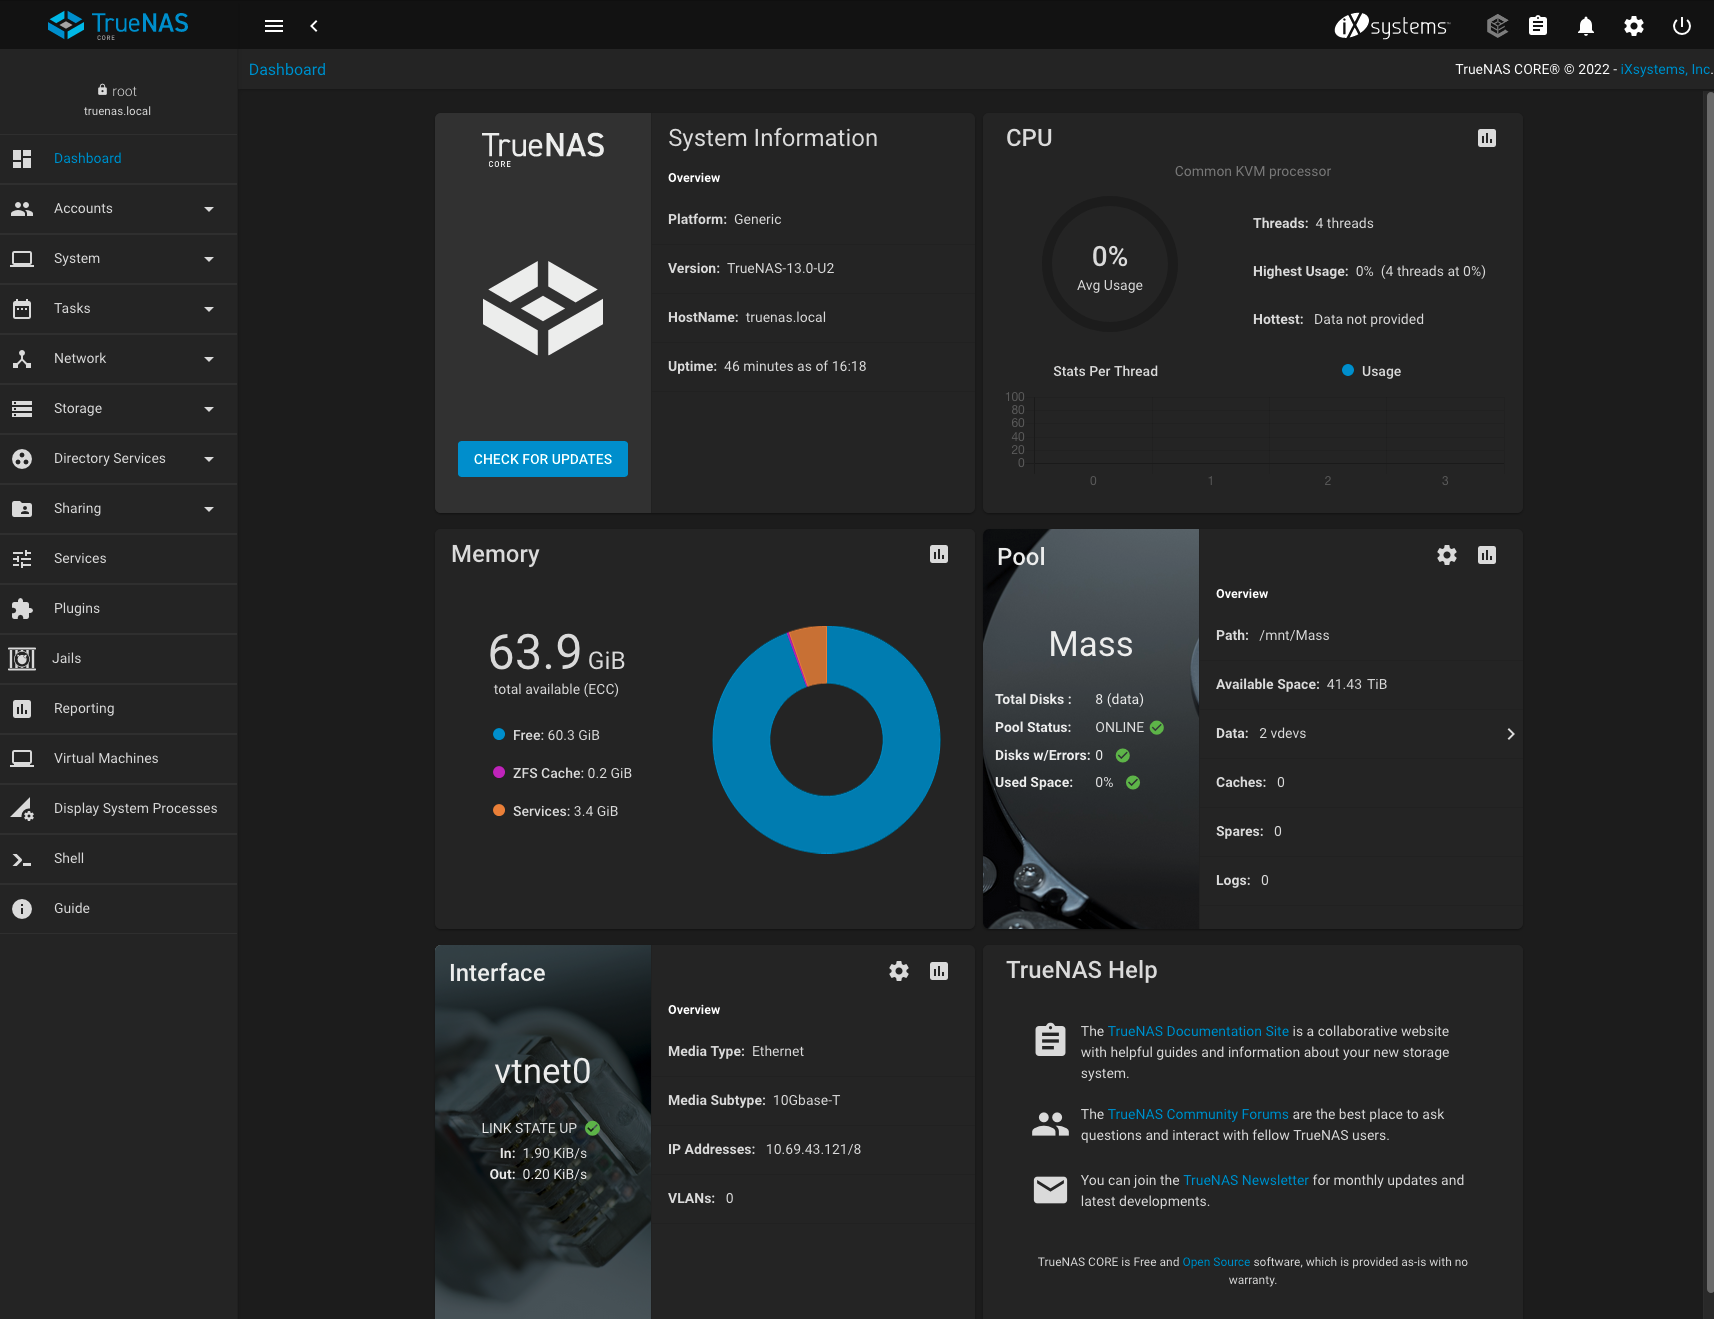 TrueNAS
CORE
iXsystems
Dashboard
TrueNAS CORE® © 2022 - iXsystems, Inc.
root
truenas.local
Dashboard
Accounts
System
Tasks
Network
Storage
Directory Services
Sharing
Services
Plugins
Jails
Reporting
Virtual Machines
Display System Processes
Shell
Guide
TrueNAS
CORE
CHECK FOR UPDATES
System Information
Overview
Platform: Generic
Version: TrueNAS-13.0-U2
HostName: truenas.local
Uptime: 46 minutes as of 16:18
CPU
Common KVM processor
0%
Avg Usage
Threads: 4 threads
Highest Usage: 0% (4 threads at 0%)
Hottest: Data not provided
Stats Per Thread
Usage
100
80
60
40
20
0
0 1 2 3
Memory
63.9 GiB
total available (ECC)
Free: 60.3 GiB
ZFS Cache: 0.2 GiB
Services: 3.4 GiB
Pool
Mass
Total Disks : 8 (data)
Pool Status: ONLINE
Disks w/Errors: 0
Used Space: 0%
Overview
Path: /mnt/Mass
Available Space: 41.43 TiB
Data: 2 vdevs
Caches: 0
Spares: 0
Logs: 0
Interface
vtnet0
LINK STATE UP
In: 1.90 KiB/s
Out: 0.20 KiB/s
Overview
Media Type: Ethernet
Media Subtype: 10Gbase-T
IP Addresses: 10.69.43.121/8
VLANs: 0
TrueNAS Help
The TrueNAS Documentation Site is a collaborative website
with helpful guides and information about your new storage
system.
The TrueNAS Community Forums are the best place to ask
questions and interact with fellow TrueNAS users.
You can join the TrueNAS Newsletter for monthly updates and
latest developments.
TrueNAS CORE is Free and Open Source software, which is provided as-is with no
warranty.